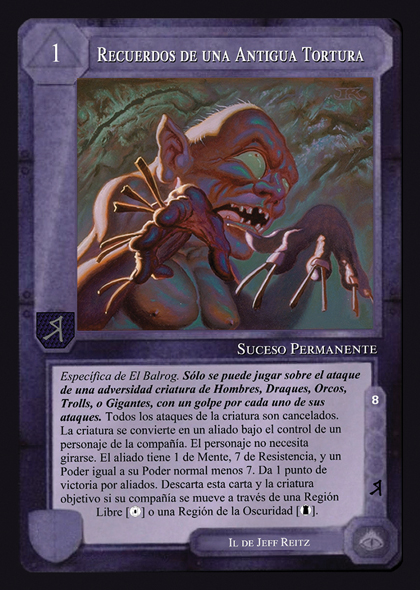 1
RECUERDOS DE UNA ANTIGUA TORTURA
SUCESO PERMANENTE
Específica de El Balrog. Sólo se puede jugar sobre el ataque
de una adversidad criatura de Hombres, Draques, Orcos,
Trolls, o Gigantes, con un golpe por cada uno de sus
ataques. Todos los ataques de la criatura son cancelados.
La criatura se convierte en un aliado bajo el control de un
personaje de la compañía. El personaje no necesita
girarse. El aliado tiene 1 de Mente, 7 de Resistencia, y un
Poder igual a su Poder normal menos 7. Da 1 punto de
victoria por aliados. Descarta esta carta y la criatura
objetivo si su compañía se mueve a través de una Región
Libre [] o una Región de la Oscuridad [].
8
IL DE JEFF REITZ